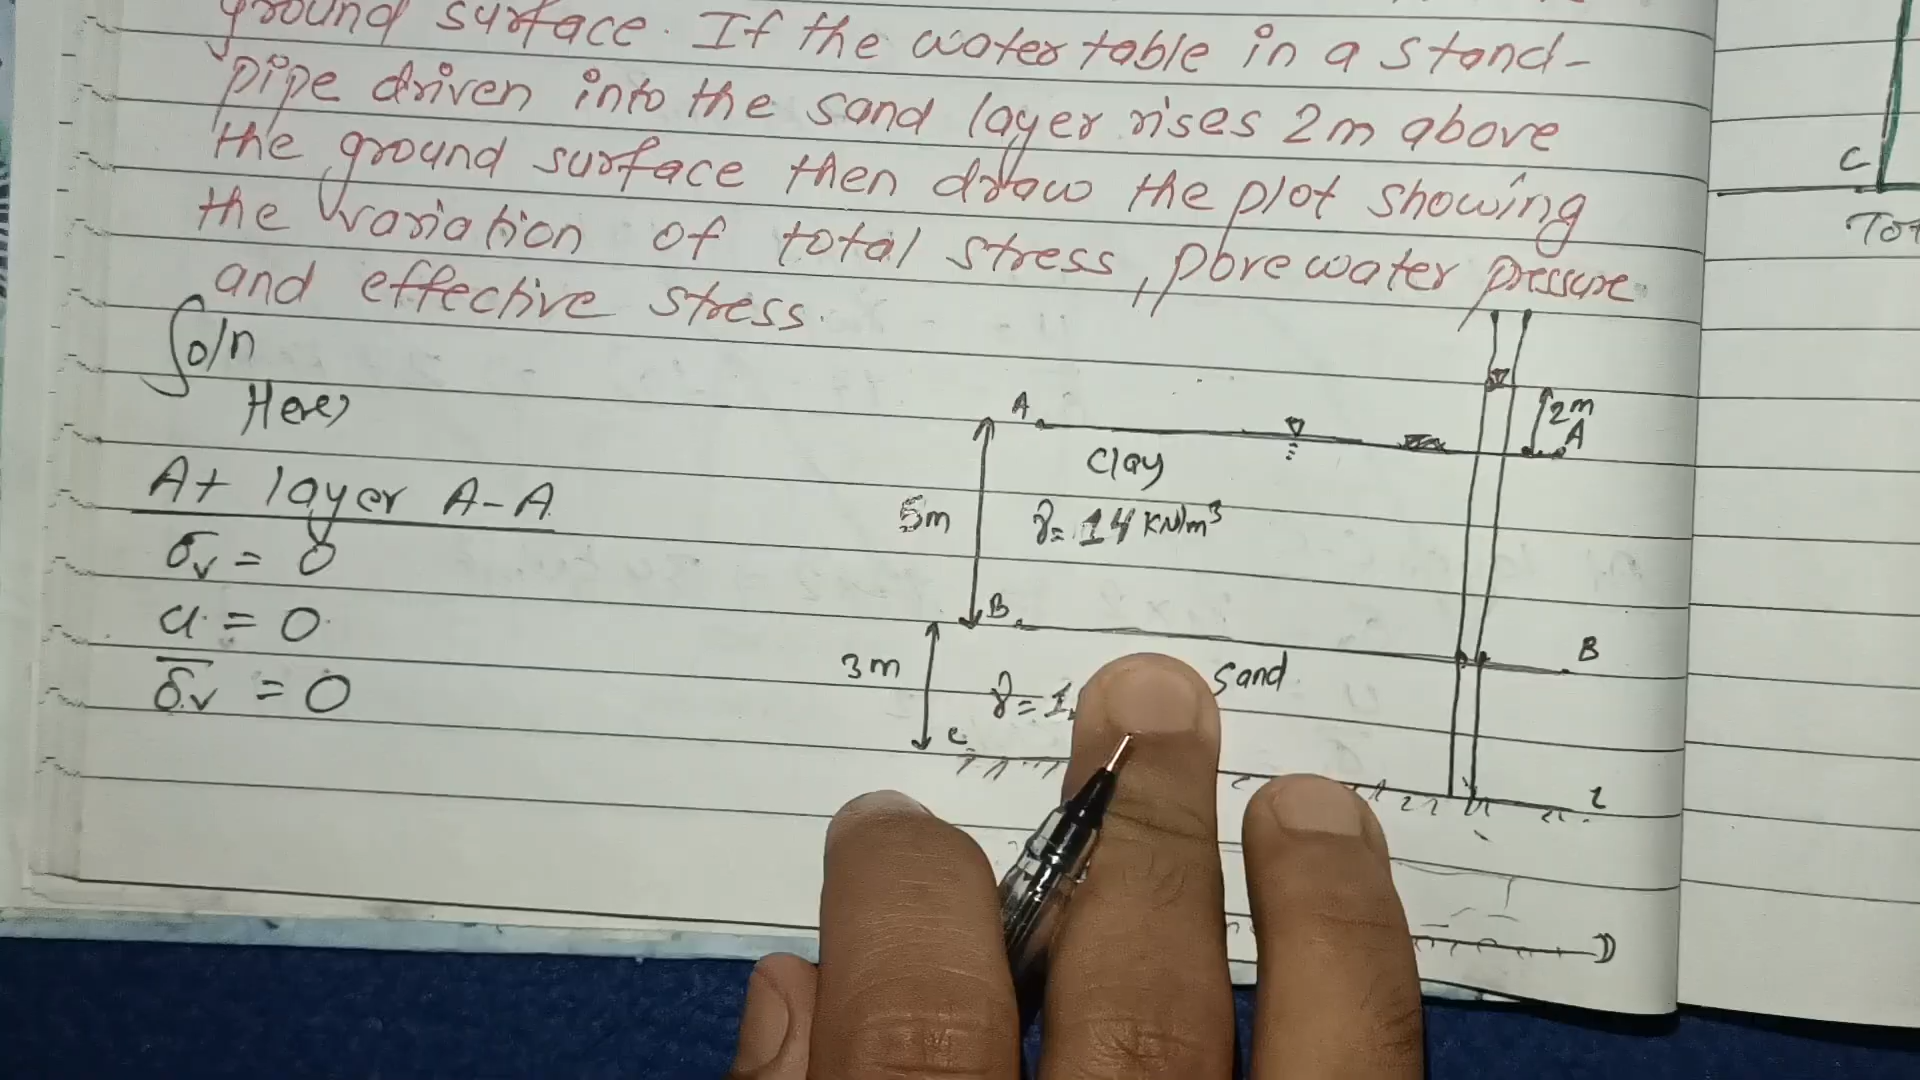 ground surface. If the water table in a stand-
pipe driven into the sand layer rises 2m above
the ground surface then draw the plot showing
the variation of total stress, pore water pressure
and effective stress.
Soln
Here,
At layer A-A
σv = 0
u = 0
σ̅v = 0
A
2m
A
Clay
5m
γ= 14 KN/m³
B
B
3m
Sand
γ=1
C
D
C
Tot